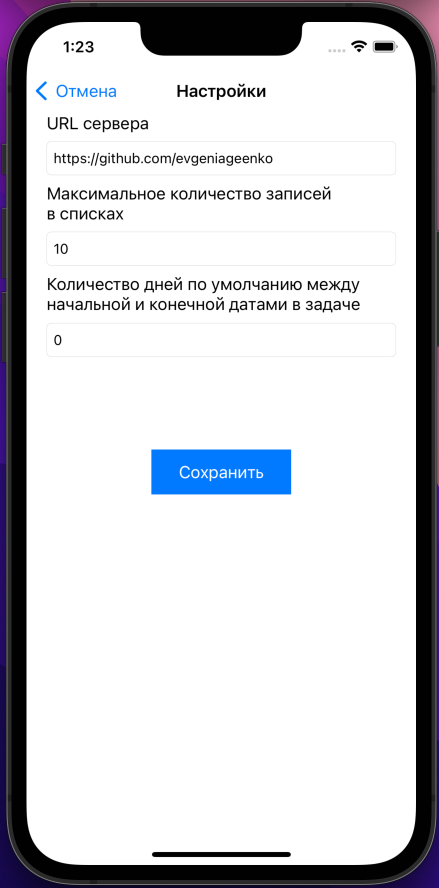 1:23
Отмена
Настройки
URL сервера
https://github.com/evgeniageenko
Максимальное количество записей
в списках
10
Количество дней по умолчанию между
начальной и конечной датами в задаче
0
Сохранить